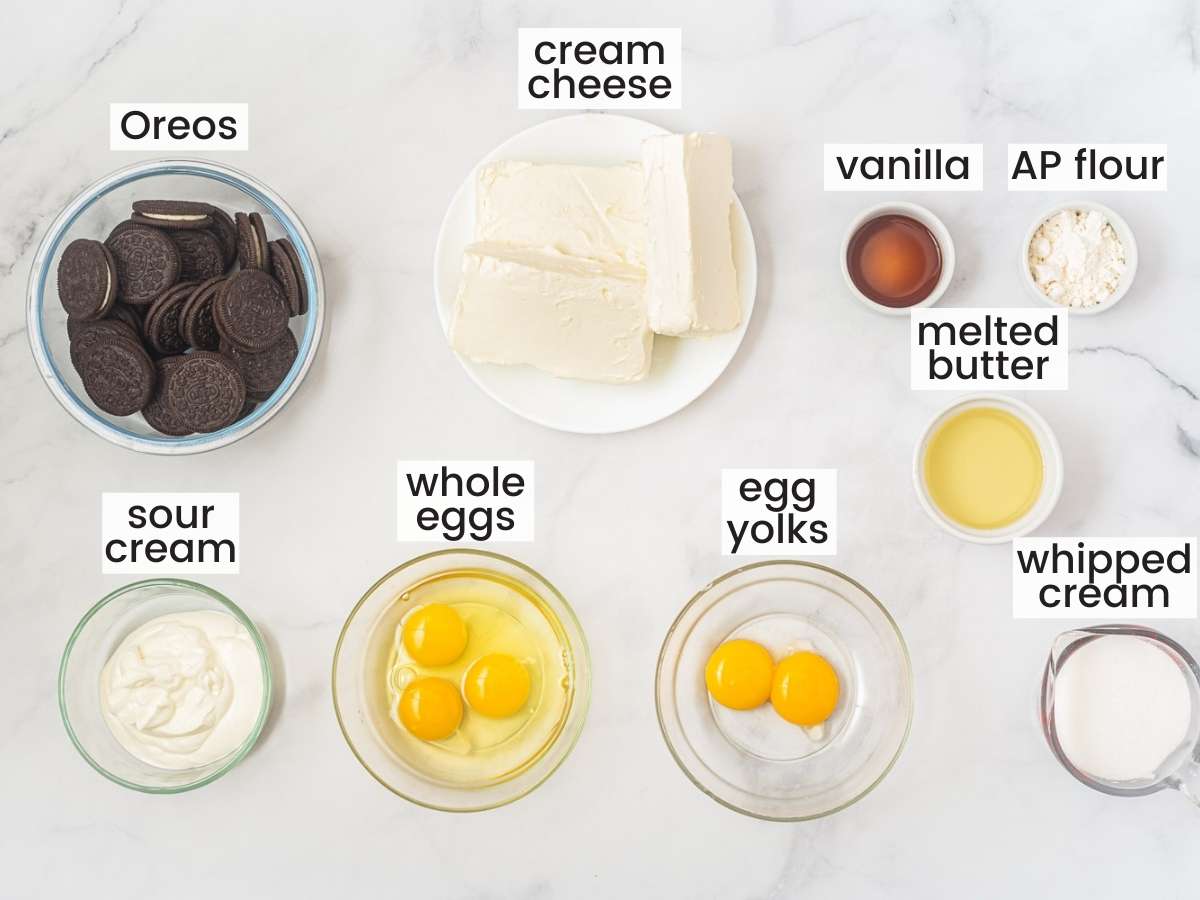 cream
cheese
Oreos
vanilla
AP flour
melted
butter
whole
eggs
egg
yolks
sour
cream
whipped
cream